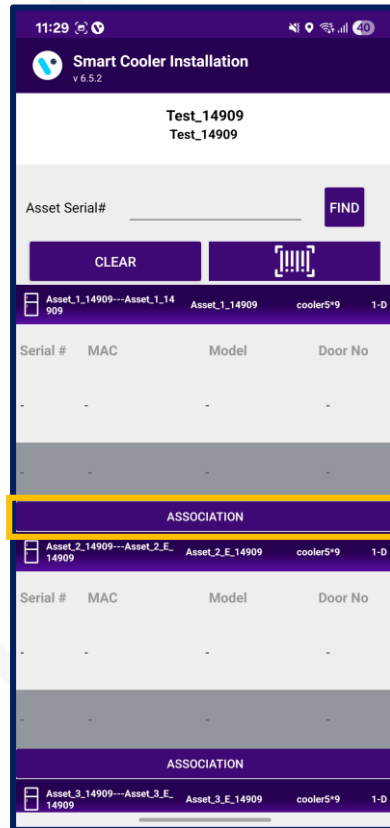 11:29 40
Smart Cooler Installation
v 6.5.2
Test_14909
Test_14909
Asset Serial# FIND
CLEAR
Asset_1_14909---Asset_1_14
909 Asset_1_14909 cooler5*9 1-D
Serial # MAC Model Door No
- - - -
- - - -
ASSOCIATION
Asset_2_14909---Asset_2_E_
14909 Asset_2_E_14909 cooler5*9 1-D
Serial # MAC Model Door No
- - - -
- - - -
ASSOCIATION
Asset_3_14909---Asset_3_E_
14909 Asset_3_E_14909 cooler5*9 1-D